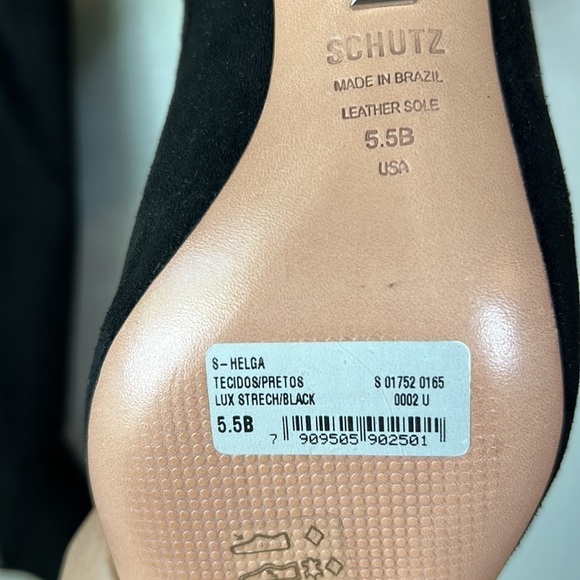 SCHUTZ
MADE IN BRAZIL
LEATHER SOLE
5.5B
USA
S-HELGA
TECIDOS/PRETOS S 01752 0165
LUX STRECH/BLACK 0002 U
5.5B
7 909505 902501